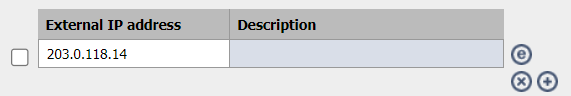 External IP address Description
203.0.118.14 e